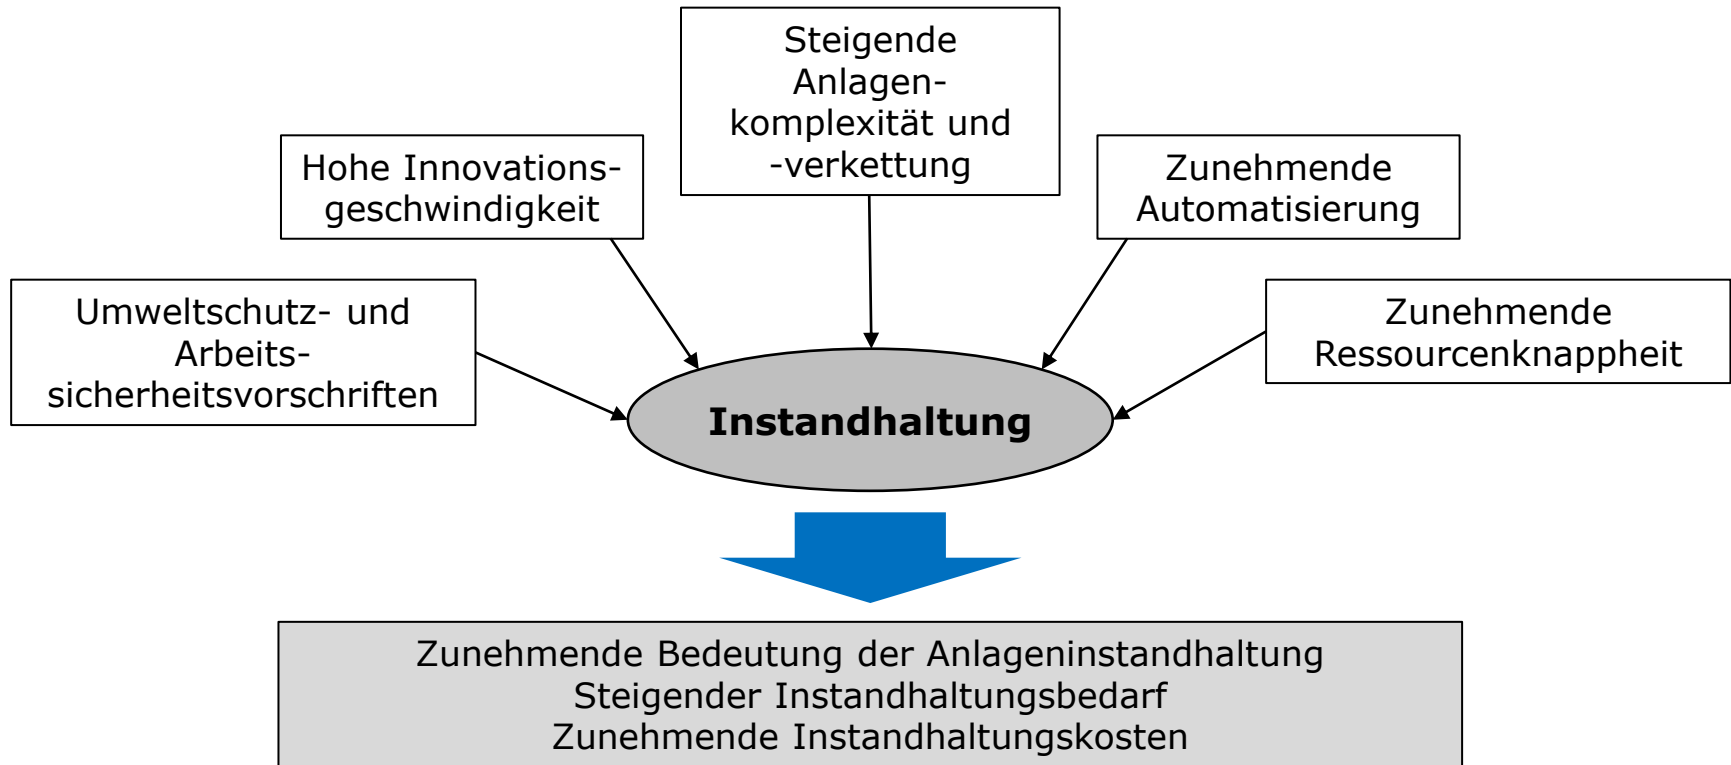 Steigende
Anlagen-
komplexität und
-verkettung
Hohe Innovations-
geschwindigkeit
Zunehmende
Automatisierung
Umweltschutz- und
Arbeits-
sicherheitsvorschriften
Zunehmende
Ressourcenknappheit
Instandhaltung
Zunehmende Bedeutung der Anlageninstandhaltung
Steigender Instandhaltungsbedarf
Zunehmende Instandhaltungskosten